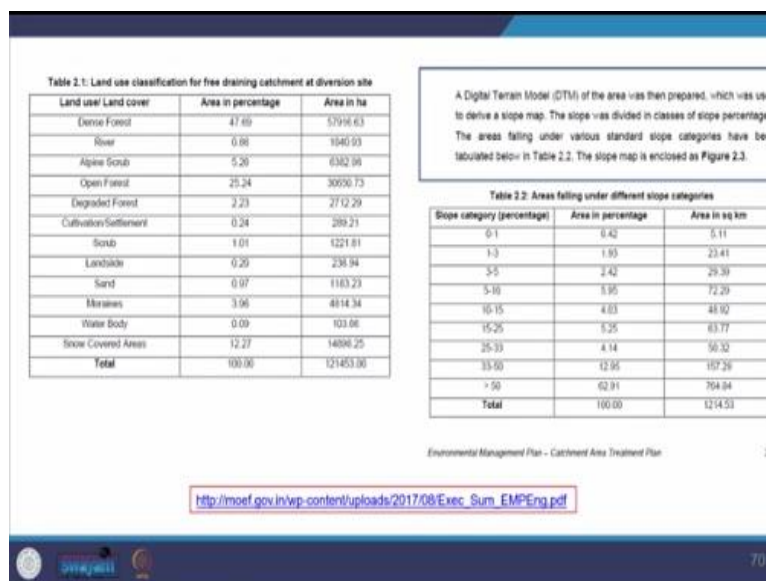 Table 2.1: Land use classification for free draining catchment at diversion site
Land use/ Land cover Area in percentage Area in ha
Dense Forest 47.69 57916.63
River 0.86 1040.93
Alpine Scrub 5.26 6382.06
Open Forest 25.24 30650.73
Degraded Forest 2.23 2712.29
Cultivation/Settlement 0.24 289.21
Scrub 1.01 1221.81
Landslide 0.20 238.94
Sand 0.97 1183.23
Moraines 3.96 4814.34
Water Body 0.09 103.66
Snow Covered Areas 12.27 14898.25
Total 100.00 121453.00
A Digital Terrain Model (DTM) of the area was then prepared, which was us
to derive a slope map. The slope was divided in classes of slope percentage
The areas falling under various standard slope categories have be
tabulated below in Table 2.2. The slope map is enclosed as Figure 2.3.
Table 2.2: Areas falling under different slope categories
Slope category (percentage) Area in percentage Area in sq km
0-1 0.42 5.11
1-3 1.93 23.41
3-5 2.42 29.39
5-10 5.95 72.29
10-15 4.03 48.92
15-25 5.25 63.77
25-33 4.14 50.32
33-50 12.95 157.29
> 50 62.91 764.04
Total 100.00 1214.53
Environmental Management Plan – Catchment Area Treatment Plan
http://moef.gov.in/wp-content/uploads/2017/08/Exec_Sum_EMPEng.pdf
swayam
70